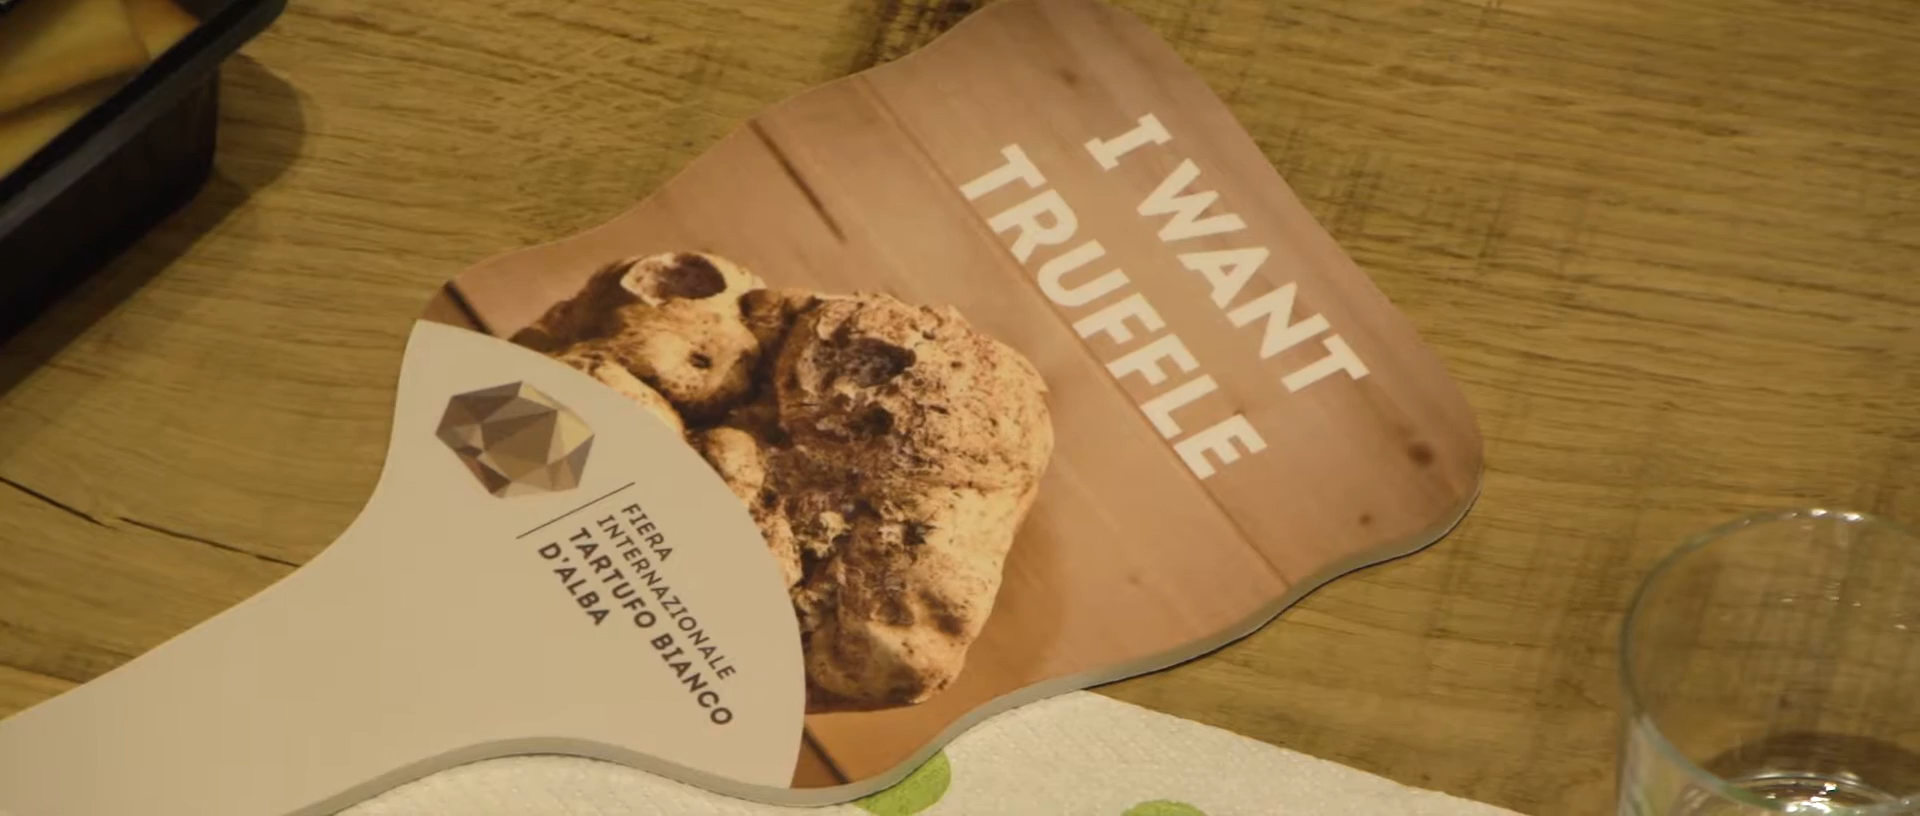 I WANT
TRUFFLE
FIERA
INTERNAZIONALE
TARTUFO BIANCO
D'ALBA